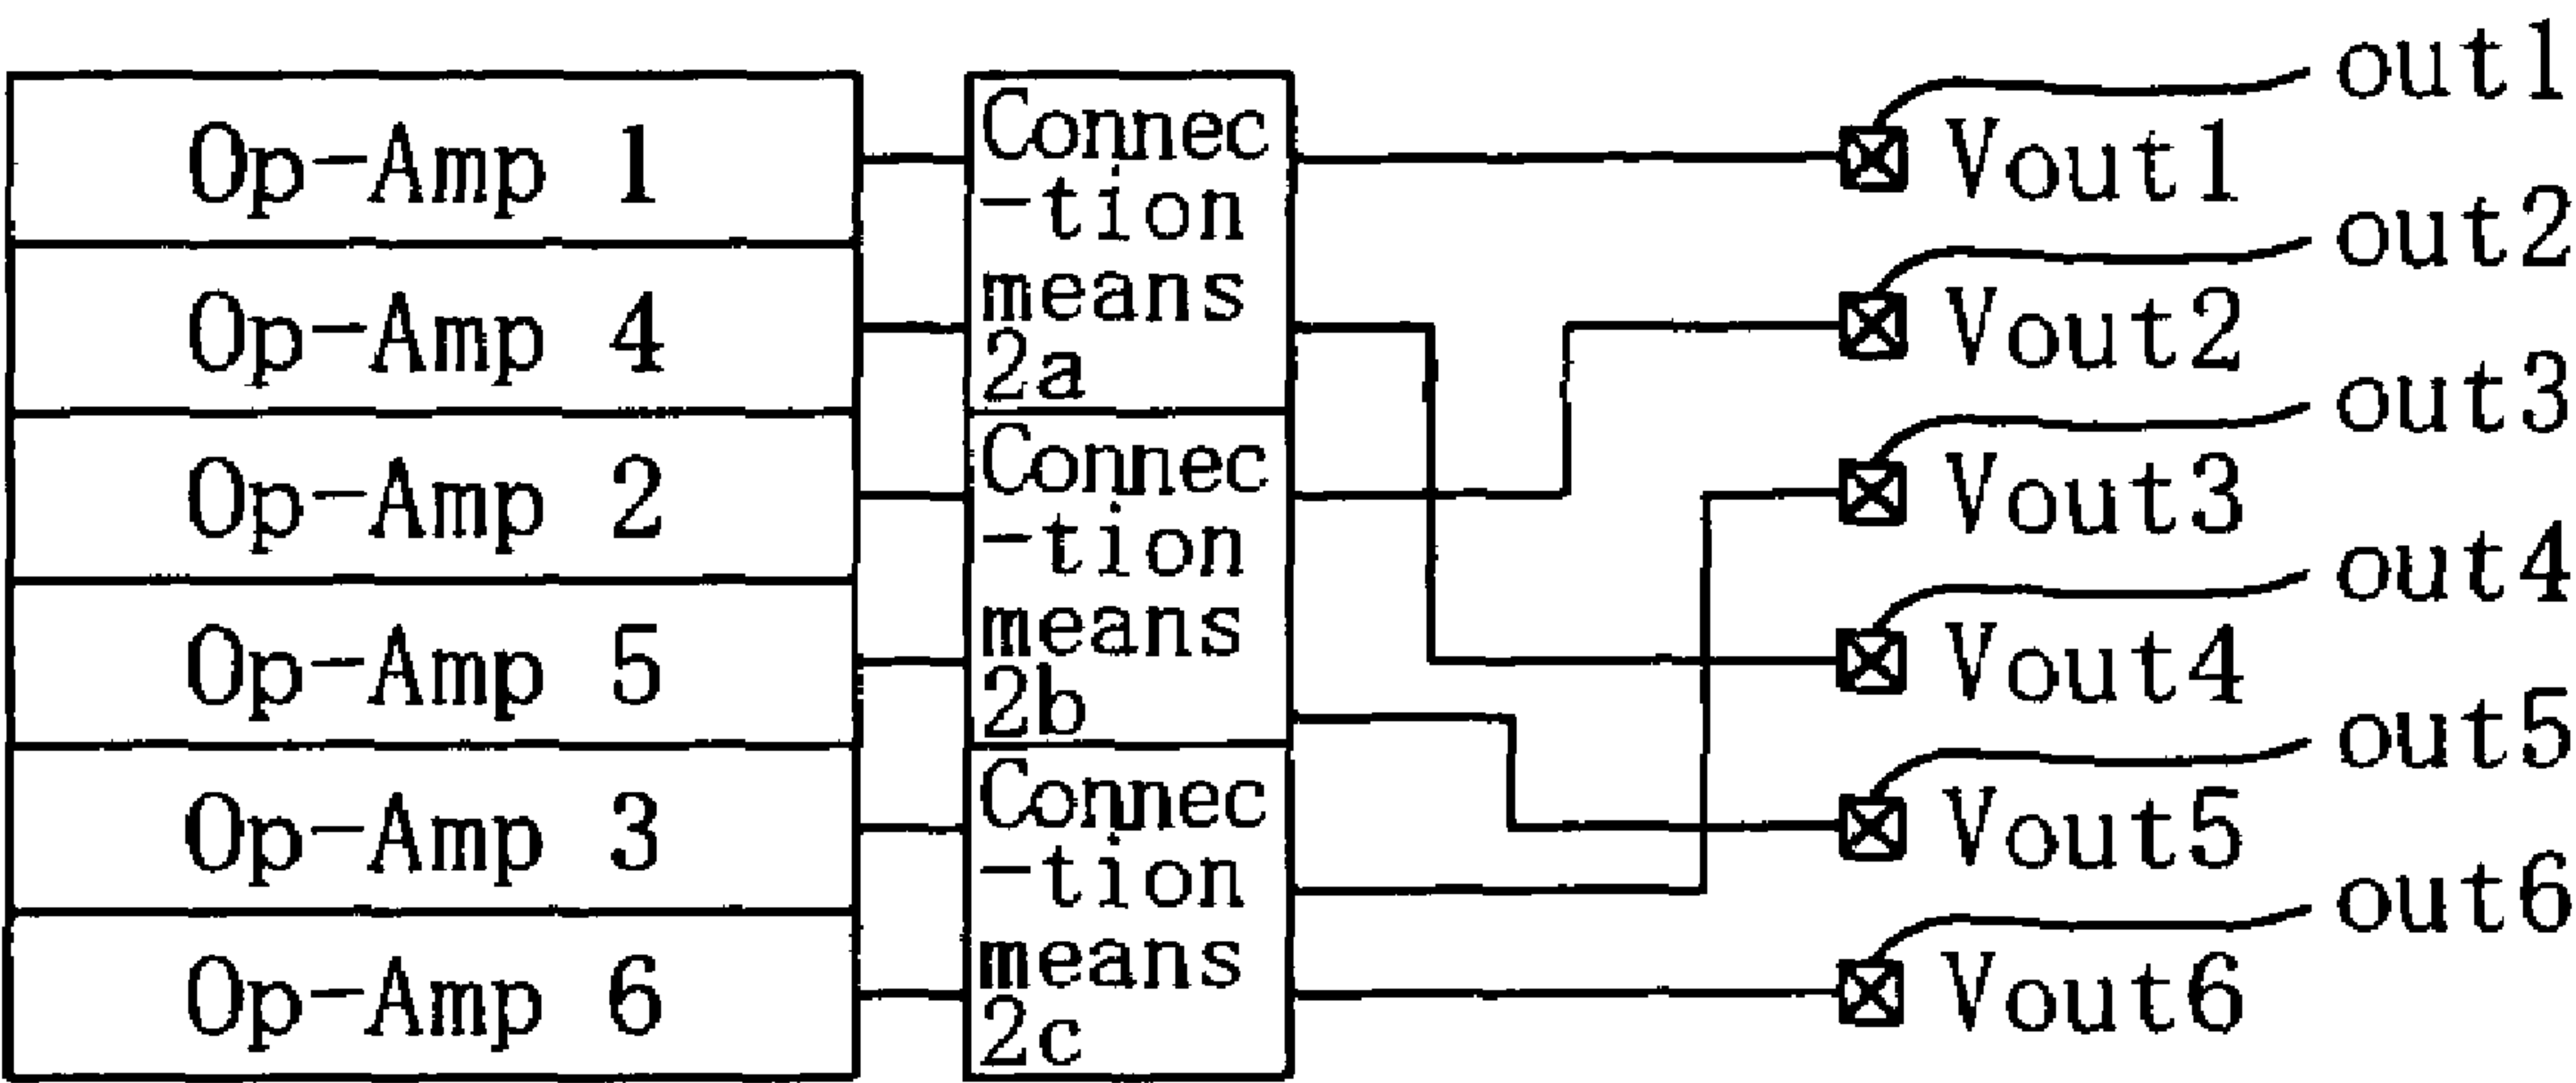 Op-Amp 1
Op-Amp 4
Op-Amp 2
Op-Amp 5
Op-Amp 3
Op-Amp 6
Connec
-tion
means
2a
Connec
-tion
means
2b
Connec
-tion
means
2c
out1
Vout1
out2
Vout2
out3
Vout3
out4
Vout4
out5
Vout5
out6
Vout6